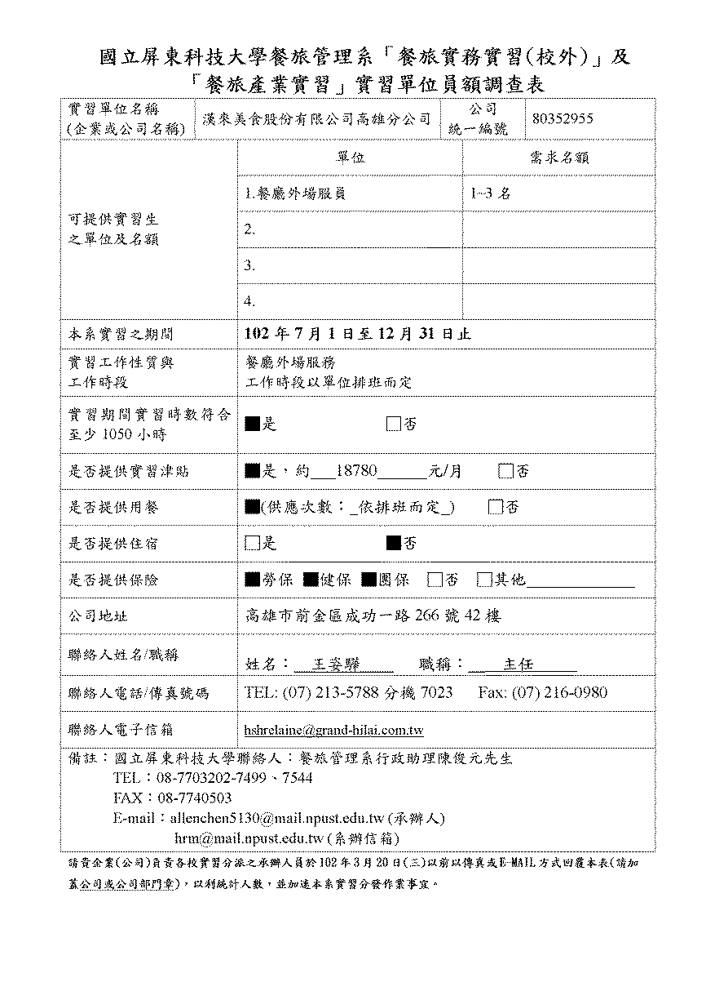 國立屏東科技大學餐旅管理系「餐旅實務實習(校外)」及
「餐旅產業實習」實習單位員額調查表
實習單位名稱
(企業或公司名稱)
漢來美食股份有限公司高雄分公司
公司
統一編號
80352955
可提供實習生
之單位及名額
單位
需求名額
1.餐廳外場服員
1~3 名
2.
3.
4.
本系實習之期間
102 年 7 月 1 日至 12 月 31 日止
實習工作性質與
工作時段
餐廳外場服務
工作時段以單位排班而定
實習期間實習時數符合
至少 1050 小時
■是 □否
是否提供實習津貼
■是，約___18780______元/月 □否
是否提供用餐
■(供應次數：_依排班而定_) □否
是否提供住宿
□是 ■否
是否提供保險
■勞保 ■健保 ■團保 □否 □其他______________
公司地址
高雄市前金區成功一路 266 號 42 樓
聯絡人姓名/職稱
姓名：__王姿驊____ 職稱：____主任_____
聯絡人電話/傳真號碼
TEL: (07) 213-5788 分機 7023 Fax: (07) 216-0980
聯絡人電子信箱
hshrelaine@grand-hilai.com.tw
備註：國立屏東科技大學聯絡人：餐旅管理系行政助理陳俊元先生
TEL：08-7703202-7499、7544
FAX：08-7740503
E-mail：allenchen5130@mail.npust.edu.tw (承辦人)
hrm@mail.npust.edu.tw (系辦信箱)
請貴企業(公司)負責各校實習分派之承辦人員於 102 年 3 月 20 日(三)以前以傳真或 E-MAIL 方式回覆本表(請加
蓋公司或公司部門章)，以利統計人數，並加速本系實習分發作業事宜。